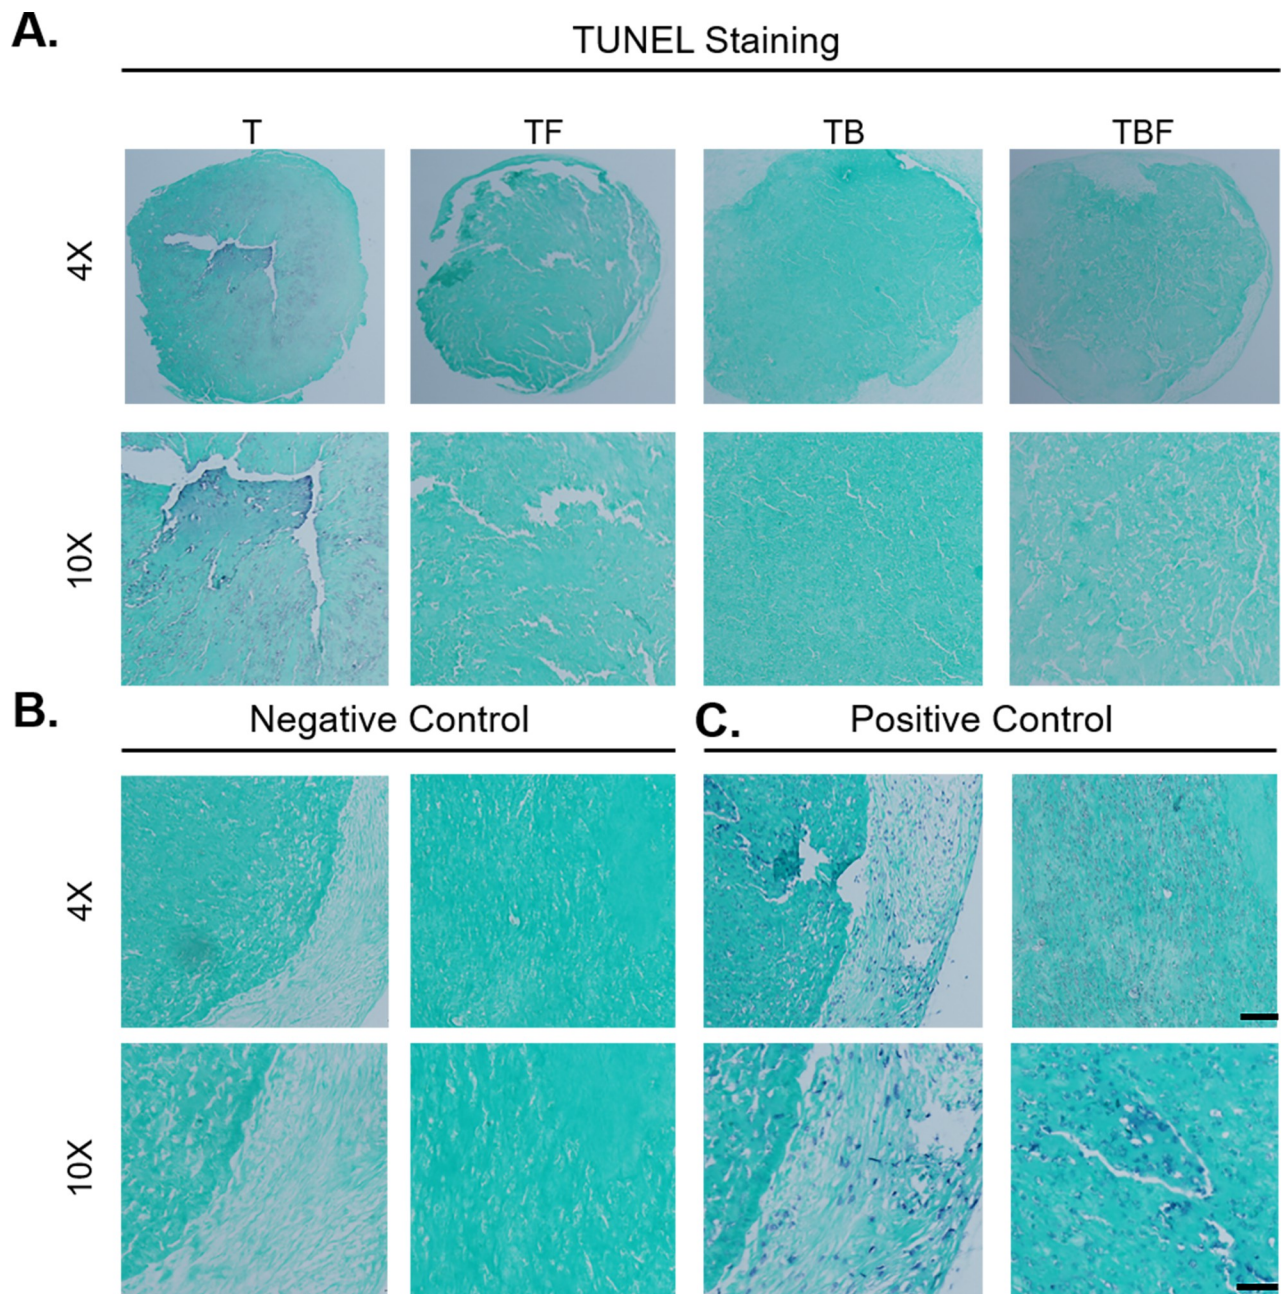 A.
TUNEL Staining
T TF TB TBF
4X
10X
B. Negative Control C. Positive Control
4X
10X